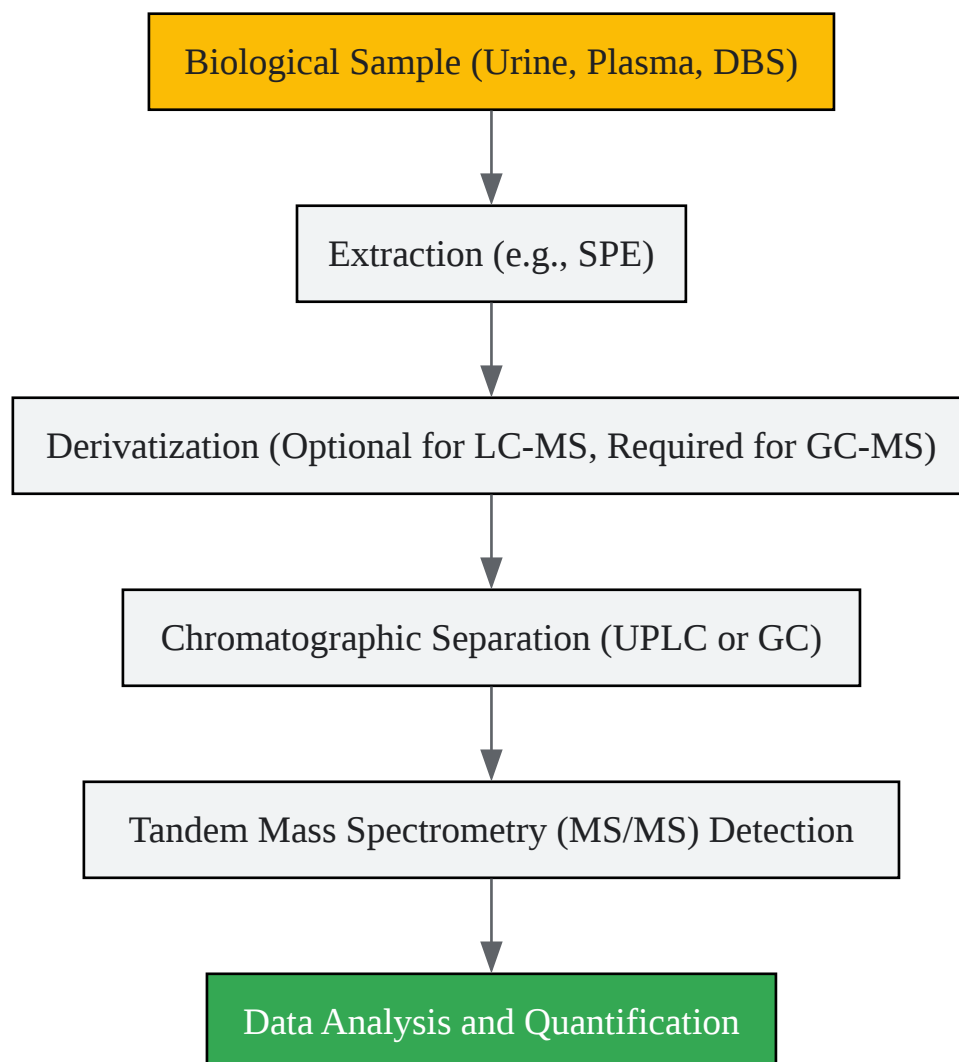 Biological Sample (Urine, Plasma, DBS)
Extraction (e.g., SPE)
Derivatization (Optional for LC-MS, Required for GC-MS)
Chromatographic Separation (UPLC or GC)
Tandem Mass Spectrometry (MS/MS) Detection
Data Analysis and Quantification